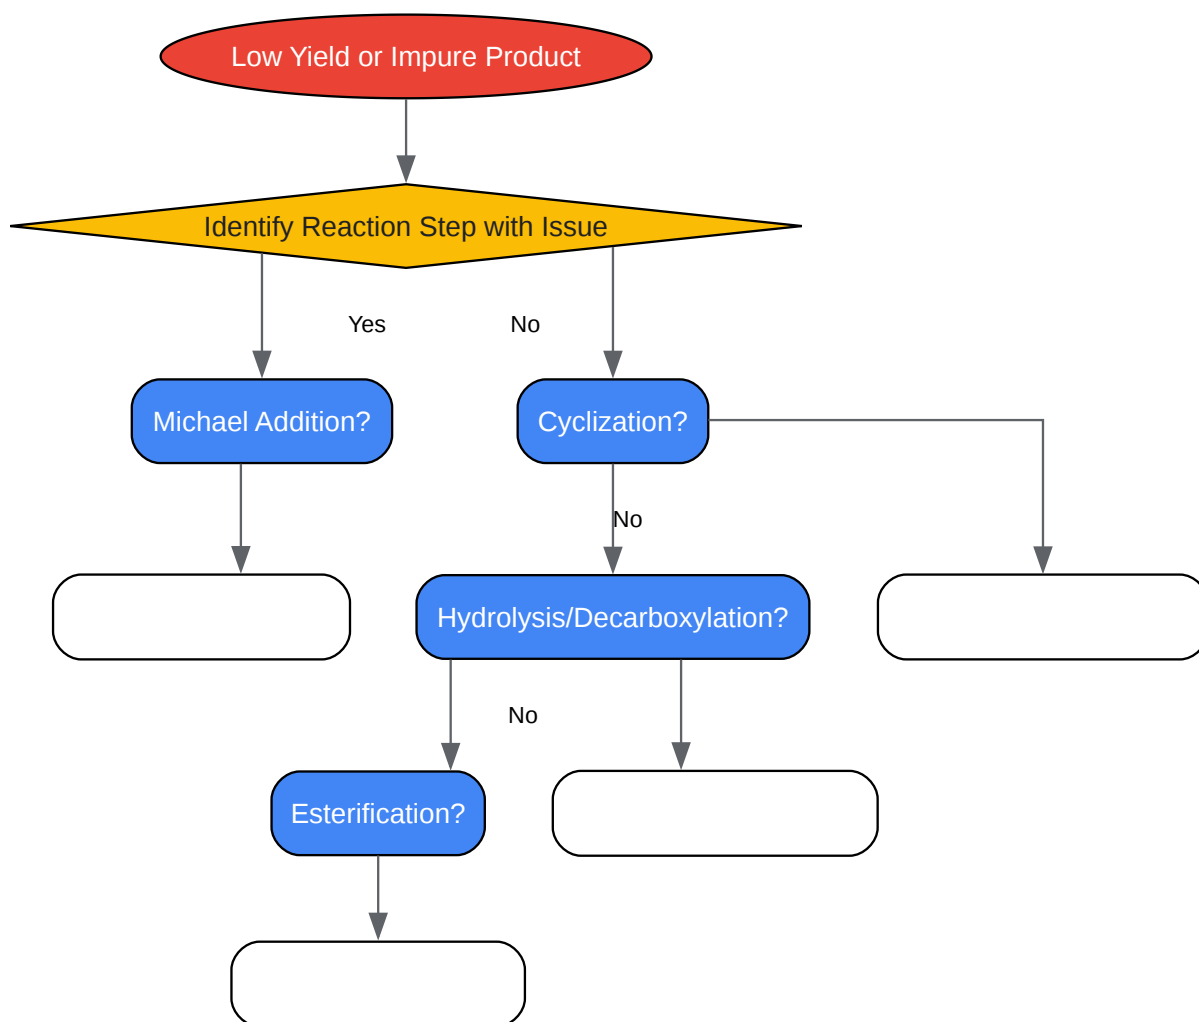 Low Yield or Impure Product
Identify Reaction Step with Issue
Yes
No
Michael Addition?
Cyclization?
No
Hydrolysis/Decarboxylation?
No
Esterification?